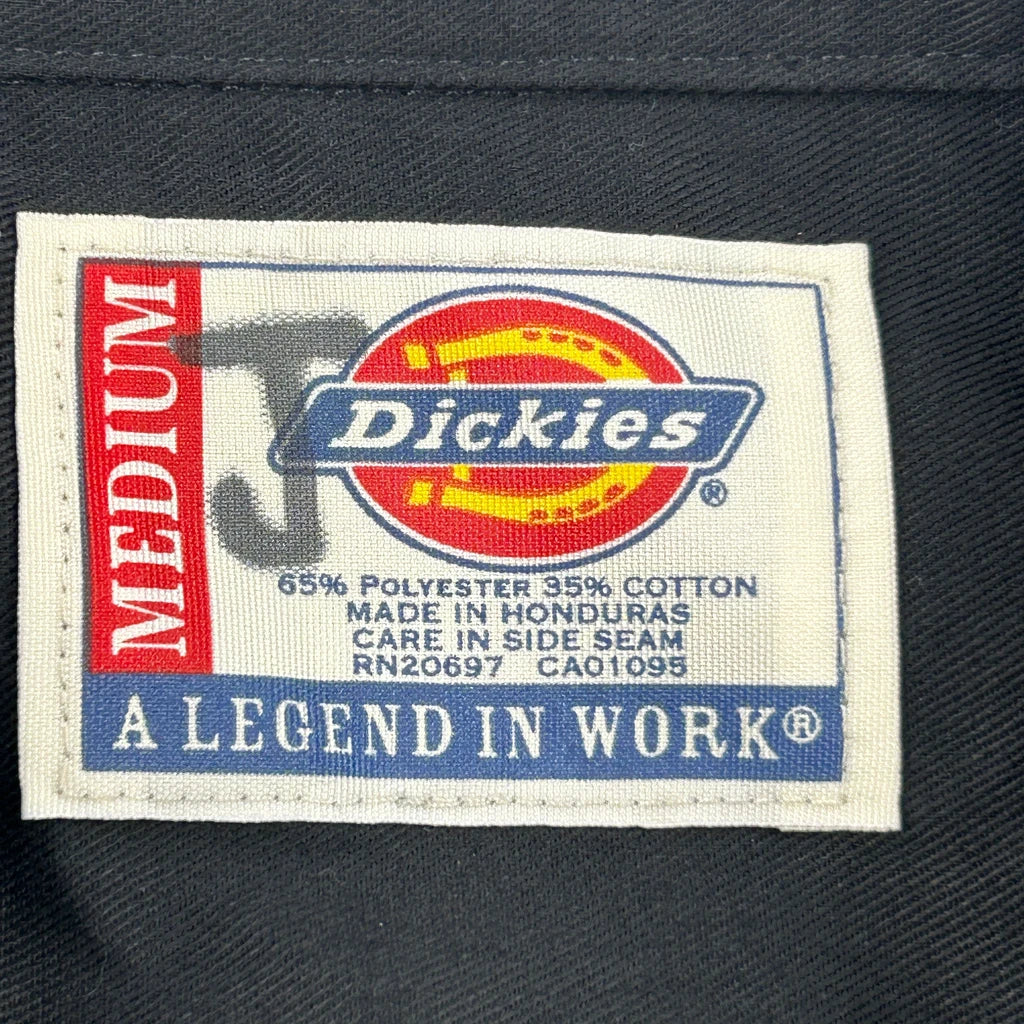 MEDIUM
J
Dickies
®
65% POLYESTER 35% COTTON
MADE IN HONDURAS
CARE IN SIDE SEAM
RN20697 CA01095
A LEGEND IN WORK®